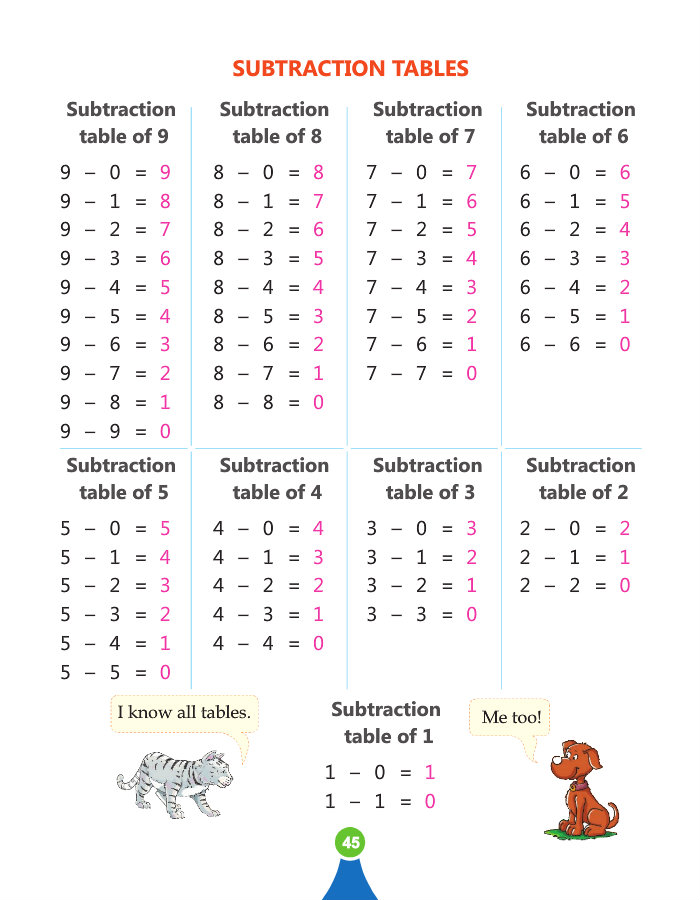 SUBTRACTION TABLES
Subtraction
table of 9
9 – 0 = 9
9 – 1 = 8
9 – 2 = 7
9 – 3 = 6
9 – 4 = 5
9 – 5 = 4
9 – 6 = 3
9 – 7 = 2
9 – 8 = 1
9 – 9 = 0
Subtraction
table of 8
8 – 0 = 8
8 – 1 = 7
8 – 2 = 6
8 – 3 = 5
8 – 4 = 4
8 – 5 = 3
8 – 6 = 2
8 – 7 = 1
8 – 8 = 0
Subtraction
table of 7
7 – 0 = 7
7 – 1 = 6
7 – 2 = 5
7 – 3 = 4
7 – 4 = 3
7 – 5 = 2
7 – 6 = 1
7 – 7 = 0
Subtraction
table of 6
6 – 0 = 6
6 – 1 = 5
6 – 2 = 4
6 – 3 = 3
6 – 4 = 2
6 – 5 = 1
6 – 6 = 0
Subtraction
table of 5
5 – 0 = 5
5 – 1 = 4
5 – 2 = 3
5 – 3 = 2
5 – 4 = 1
5 – 5 = 0
Subtraction
table of 4
4 – 0 = 4
4 – 1 = 3
4 – 2 = 2
4 – 3 = 1
4 – 4 = 0
Subtraction
table of 3
3 – 0 = 3
3 – 1 = 2
3 – 2 = 1
3 – 3 = 0
Subtraction
table of 2
2 – 0 = 2
2 – 1 = 1
2 – 2 = 0
I know all tables.
Subtraction
table of 1
1 – 0 = 1
1 – 1 = 0
Me too!
45